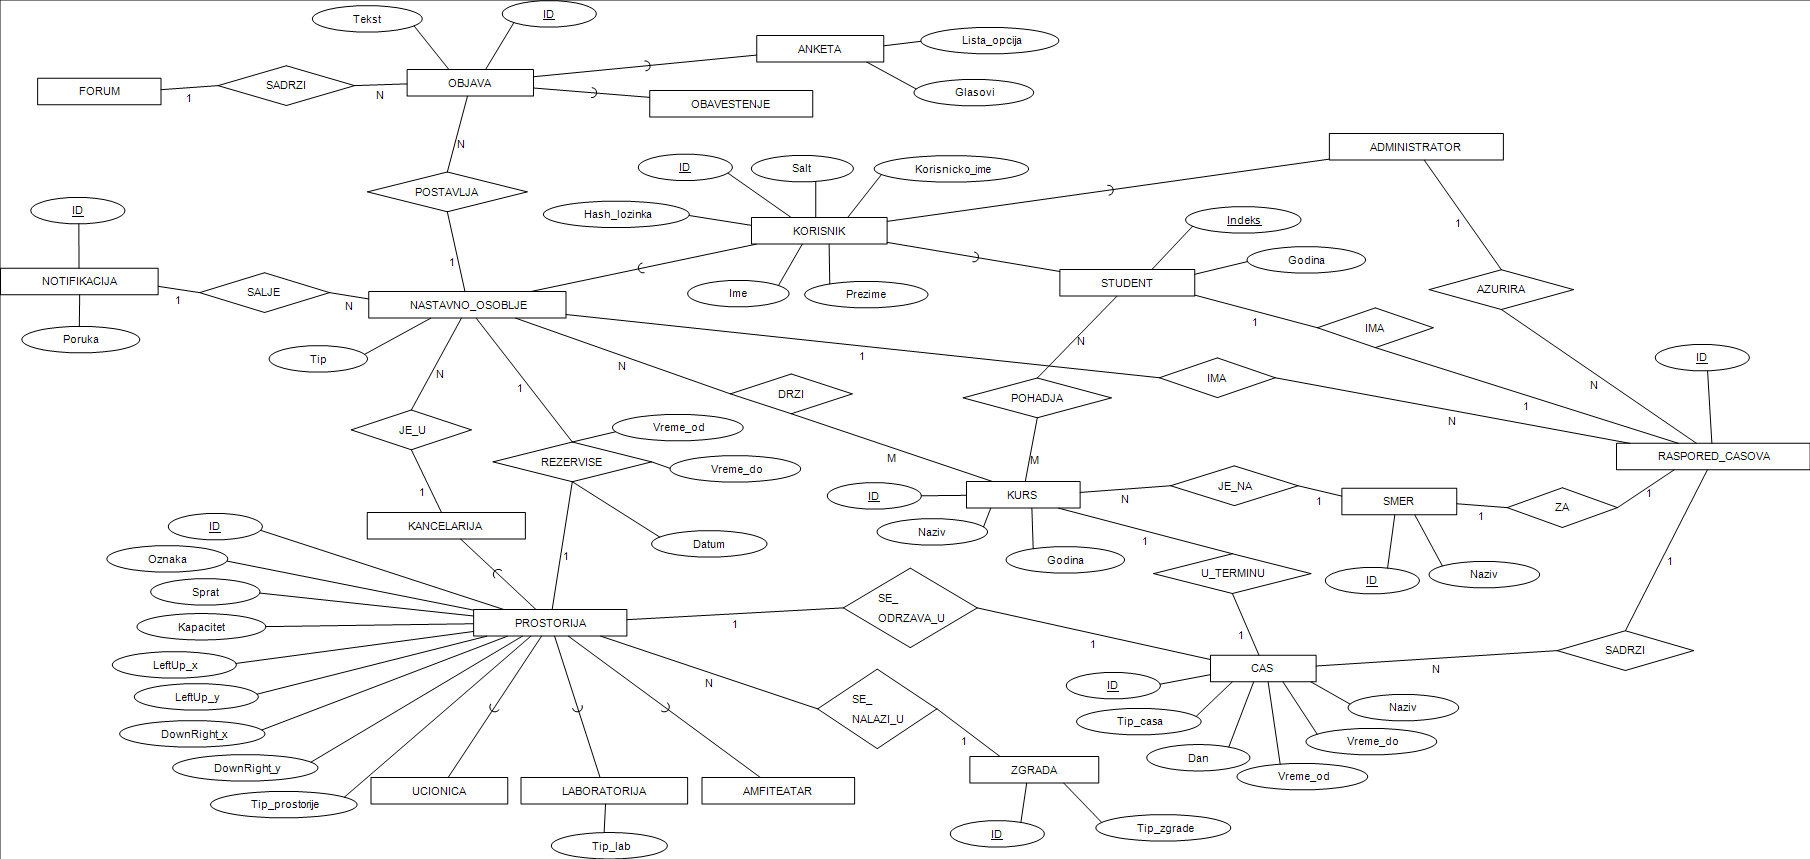 Tekst
ID
ANKETA
Lista_opcija
FORUM
1
SADRZI
N
OBJAVA
Glasovi
OBAVESTENJE
N
ADMINISTRATOR
ID
Salt
Korisnicko_ime
POSTAVLJA
ID
Hash_lozinka
KORISNIK
Indeks
1
1
Godina
NOTIFIKACIJA
1
SALJE
N
NASTAVNO_OSOBLJE
Ime
Prezime
STUDENT
AZURIRA
Poruka
Tip
1
IMA
1
N
N
N
1
DRZI
IMA
ID
N
1
POHADJA
1
N
JE_U
Vreme_od
REZERVISE
Vreme_do
M
M
RASPORED_CASOVA
1
KANCELARIJA
ID
KURS
N
JE_NA
1
SMER
1
ZA
1
ID
Oznaka
1
Datum
Naziv
Godina
1
U_TERMINU
ID
Naziv
1
Sprat
Kapacitet
PROSTORIJA
1
SE_
ODRZAVA_U
1
1
SADRZI
LeftUp_x
LeftUp_y
N
SE_
NALAZI_U
1
CAS
N
ID
Tip_casa
Naziv
DownRight_x
Dan
Vreme_do
DownRight_y
Vreme_od
Tip_prostorije
UCIONICA
LABORATORIJA
AMFITEATAR
ZGRADA
Tip_lab
ID
Tip_zgrade